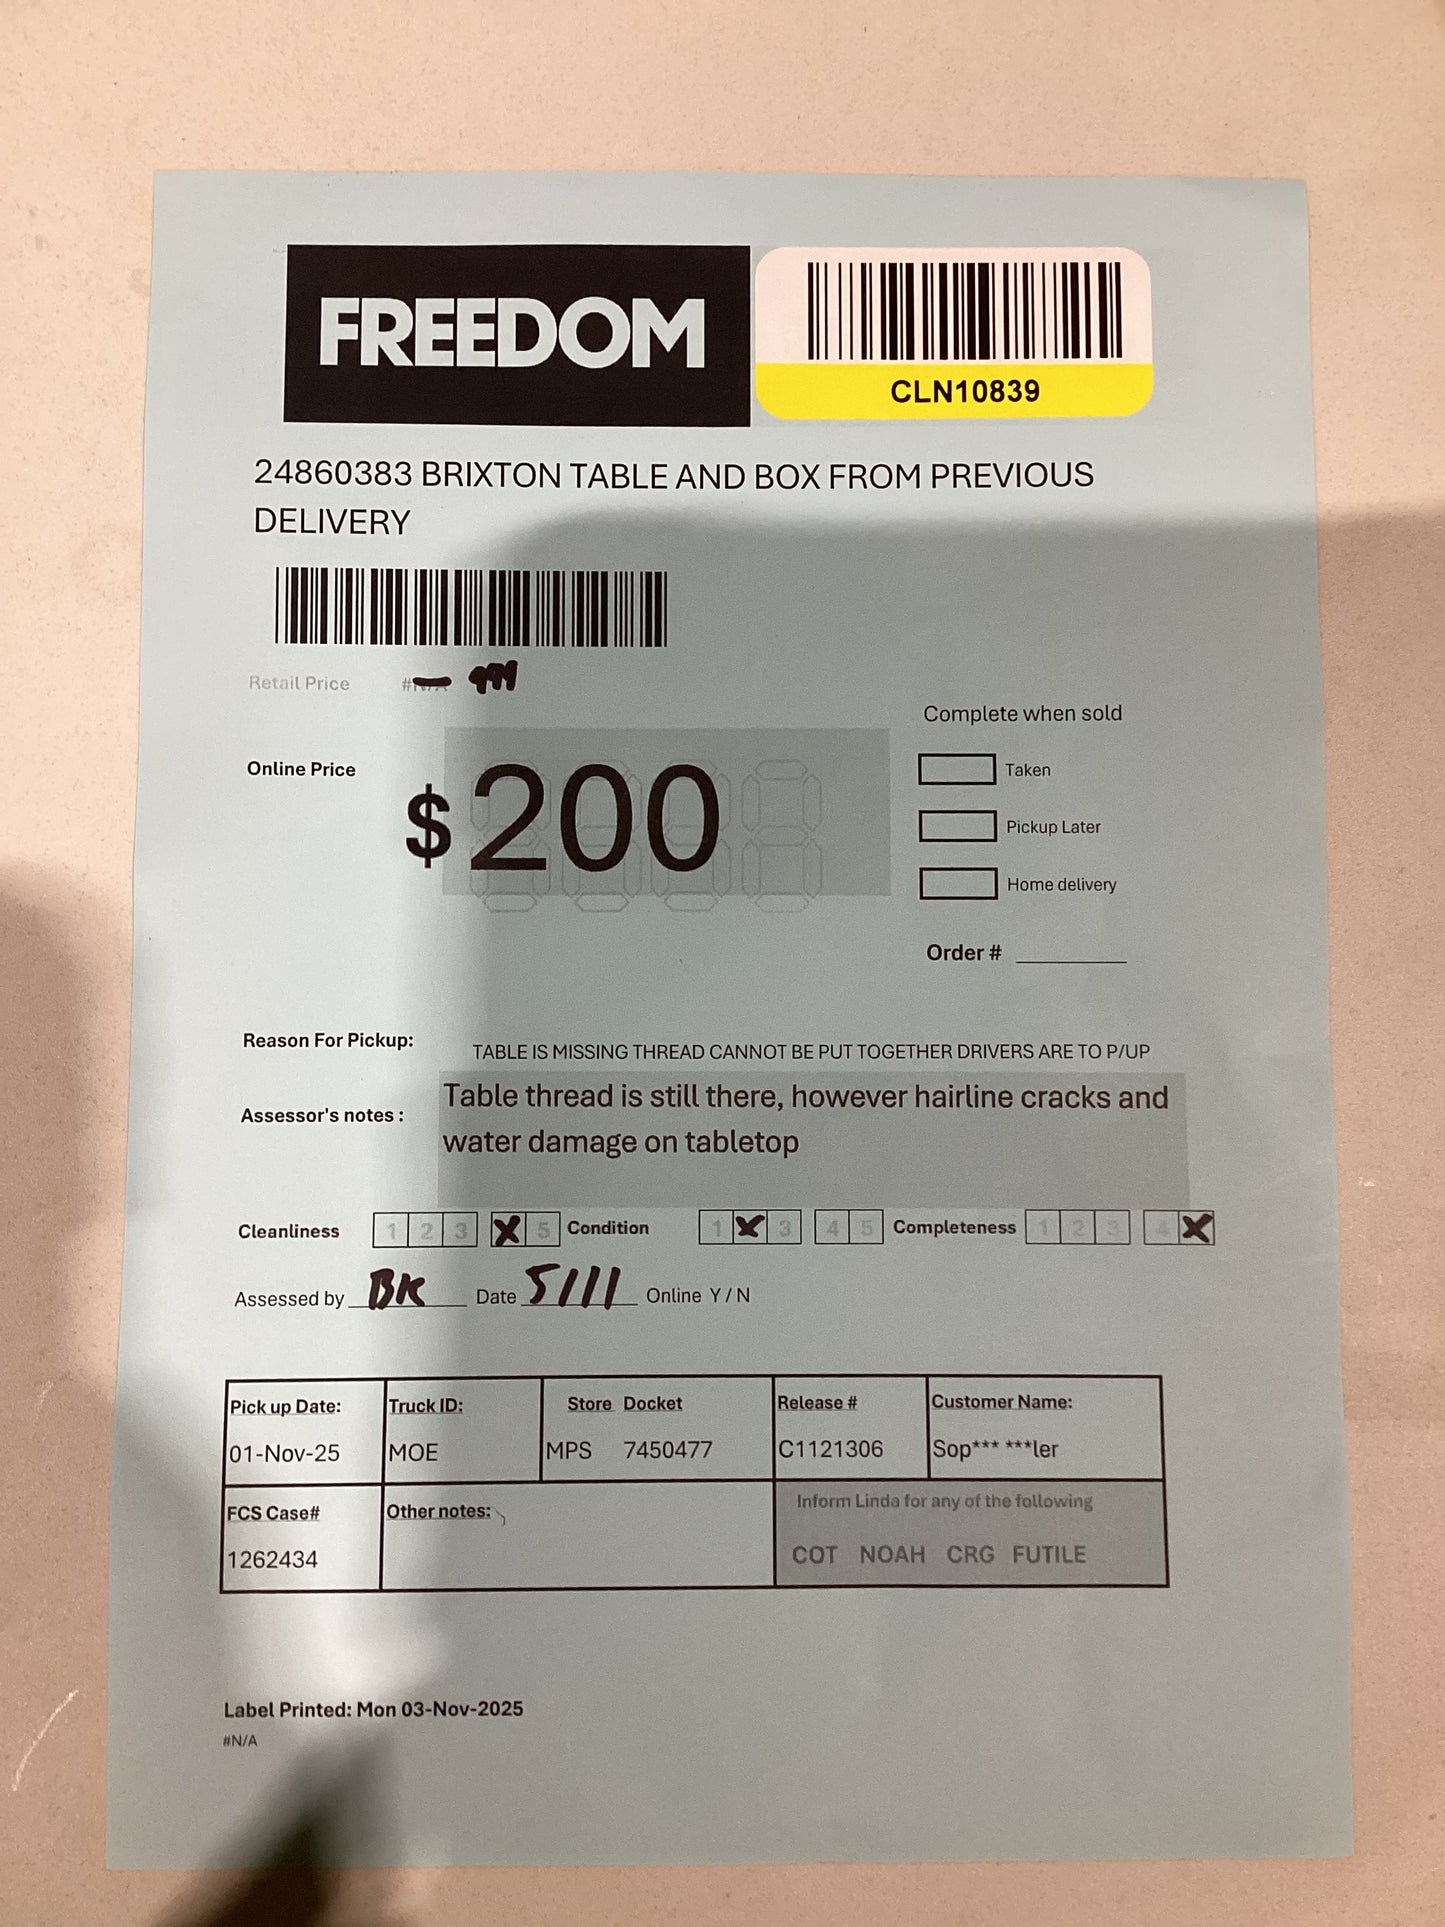 FREEDOM
CLN10839
24860383 BRIXTON TABLE AND BOX FROM PREVIOUS
DELIVERY
Retail Price #N/A 999
Complete when sold
Online Price $200
Taken
Pickup Later
Home delivery
Order #
Reason For Pickup: TABLE IS MISSING THREAD CANNOT BE PUT TOGETHER DRIVERS ARE TO P/UP
Assessor's notes : Table thread is still there, however hairline cracks and
water damage on tabletop
Cleanliness 1 2 3 X 5 Condition 1 X 3 4 5 Completeness 1 2 3 4 X
Assessed by BK Date 5/11 Online Y / N
Pick up Date: Truck ID: Store Docket Release # Customer Name:
01-Nov-25 MOE MPS 7450477 C1121306 Sop*** ***ler
FCS Case# Other notes: Inform Linda for any of the following
1262434 COT NOAH CRG FUTILE
Label Printed: Mon 03-Nov-2025
#N/A